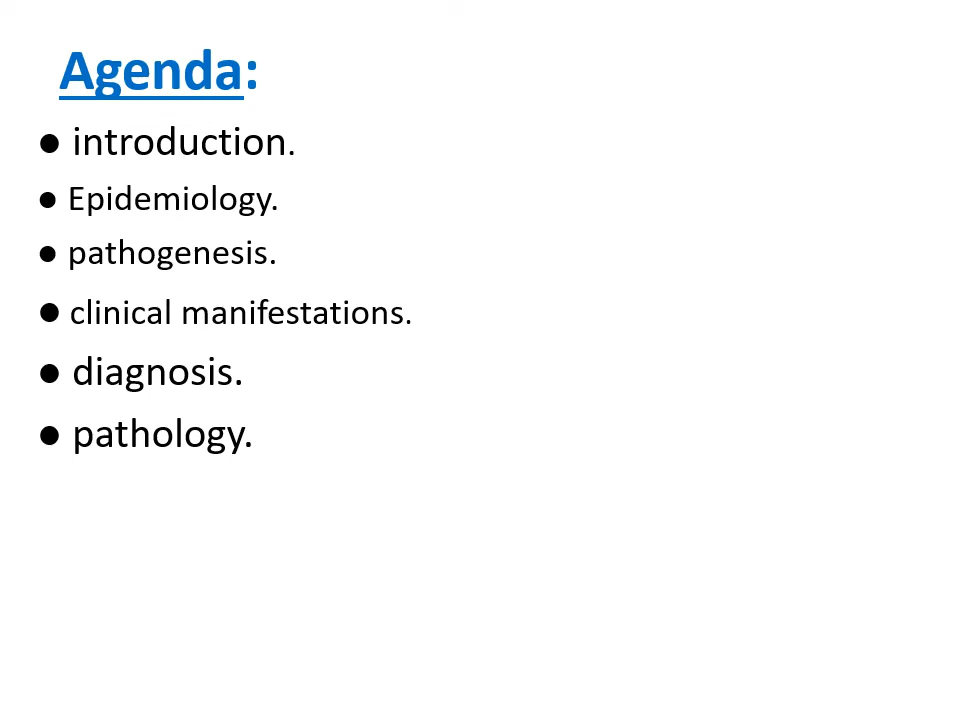 Agenda:
● introduction.
● Epidemiology.
● pathogenesis.
● clinical manifestations.
● diagnosis.
● pathology.